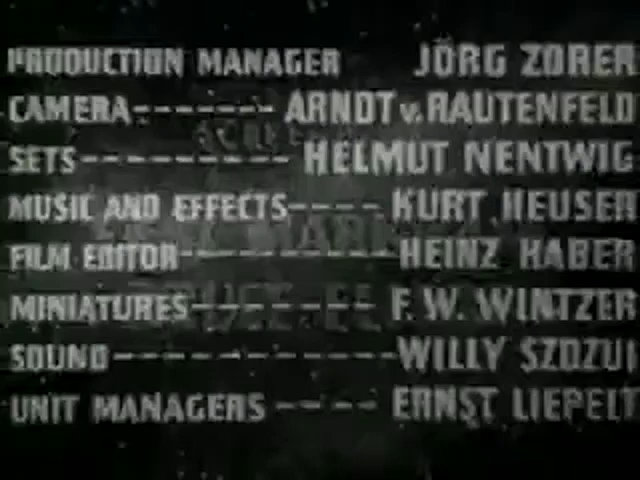 PRODUCTION MANAGER JÖRG ZORER
CAMERA------- ARNDT v. RAUTENFELD
SETS---------- HELMUT NENTWIG
MUSIC AND EFFECTS---- KURT HEUSER
FILM EDITOR----------HEINZ HABER
MINIATURES-------- F. W. WINTZER
SOUND-------------WILLY SZDZUI
UNIT MANAGERS ---- ERNST LIEPELT